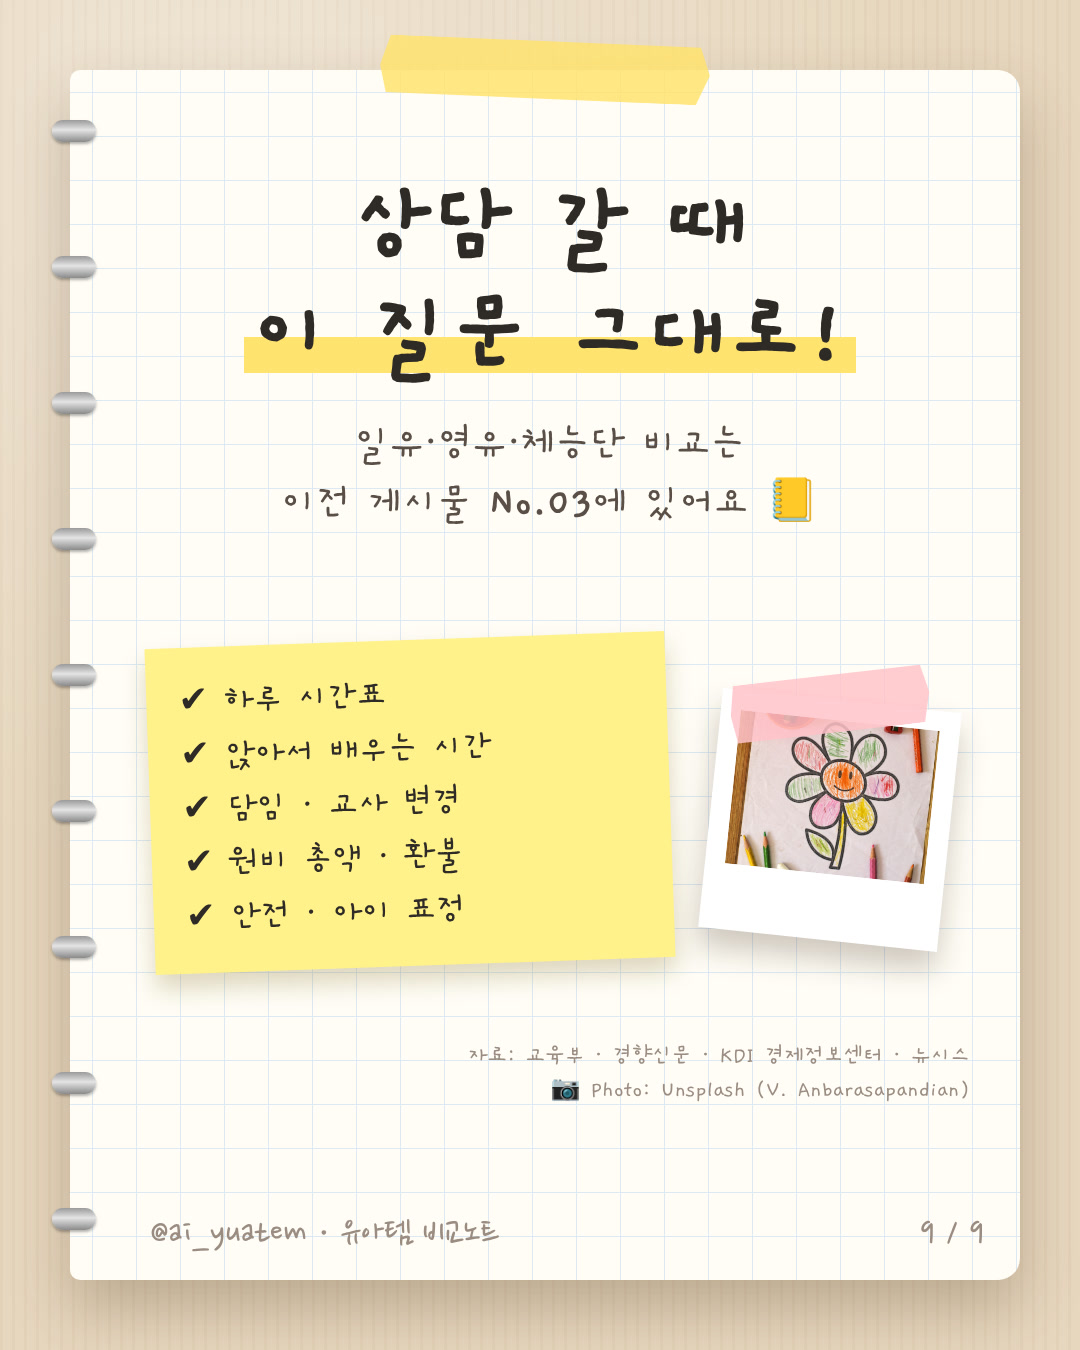 상담 갈 때
이 질문 그대로!
일유·영유·체능단 비교는
이전 게시물 No.03에 있어요 📒
✔ 하루 시간표
✔ 앉아서 배우는 시간
✔ 담임 · 교사 변경
✔ 원비 총액 · 환불
✔ 안전 · 아이 표정
자료: 교육부 · 경향신문 · KDI 경제정보센터 · 뉴시스
📷 Photo: Unsplash (V. Anbarasapandian)
@ai_yuatem · 유아템 비교노트
9 / 9